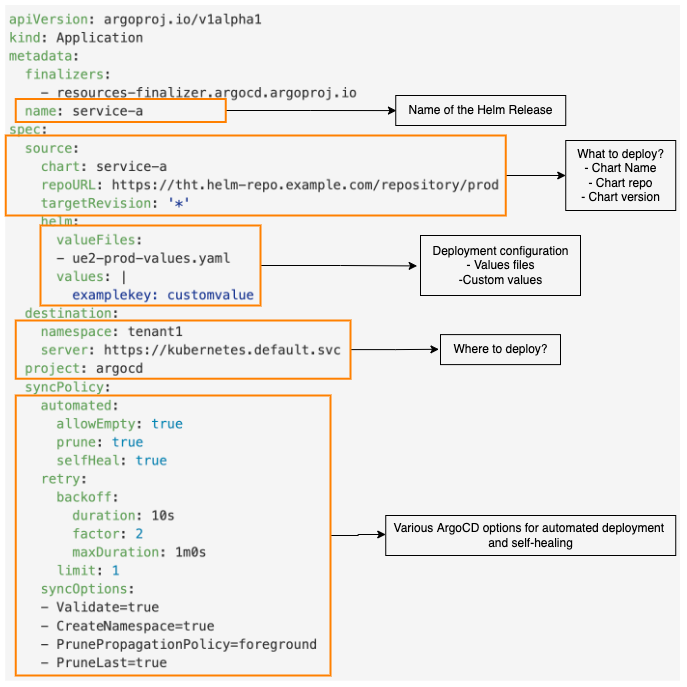 apiVersion: argoproj.io/v1alpha1
kind: Application
metadata:
  finalizers:
    - resources-finalizer.argocd.argoproj.io
  name: service-a
Name of the Helm Release
spec:
  source:
    chart: service-a
    repoURL: https://tht.helm-repo.example.com/repository/prod
    targetRevision: '*'
What to deploy?
- Chart Name
- Chart repo
- Chart version
    helm:
      valueFiles:
      - ue2-prod-values.yaml
      values: |
        examplekey: customvalue
Deployment configuration
- Values files
-Custom values
  destination:
    namespace: tenant1
    server: https://kubernetes.default.svc
Where to deploy?
  project: argocd
  syncPolicy:
    automated:
      allowEmpty: true
      prune: true
      selfHeal: true
    retry:
      backoff:
        duration: 10s
        factor: 2
        maxDuration: 1m0s
      limit: 1
    syncOptions:
    - Validate=true
    - CreateNamespace=true
    - PrunePropagationPolicy=foreground
    - PruneLast=true
Various ArgoCD options for automated deployment
and self-healing